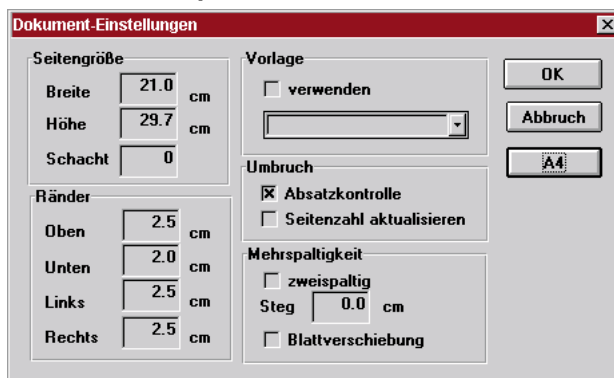 Dokument-Einstellungen
Seitengröße
Breite 21.0 cm
Höhe 29.7 cm
Schacht 0
Ränder
Oben 2.5 cm
Unten 2.0 cm
Links 2.5 cm
Rechts 2.5 cm
Vorlage
verwenden
Umbruch
Absatzkontrolle
Seitenzahl aktualisieren
Mehrspaltigkeit
zweispaltig
Steg 0.0 cm
Blattverschiebung
OK
Abbruch
A4